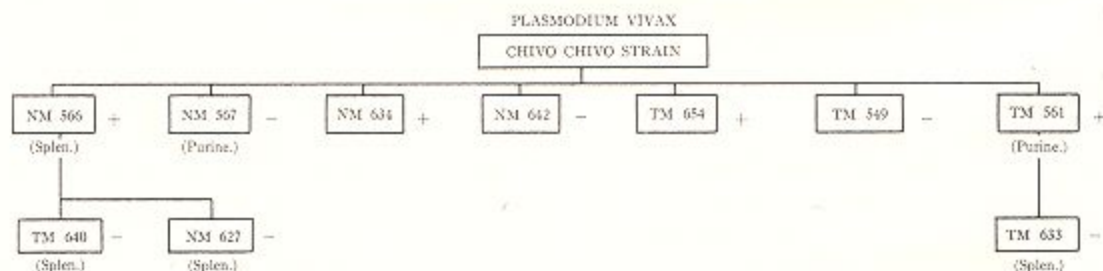 PLASMODIUM VIVAX
CHIVO CHIVO STRAIN
NM 566 + NM 567 − NM 634 + NM 642 − TM 654 + TM 549 − TM 561 +
(Splen.) (Purine.) (Purine.)
TM 640 − NM 627 − TM 633 −
(Splen.) (Splen.) (Splen.)